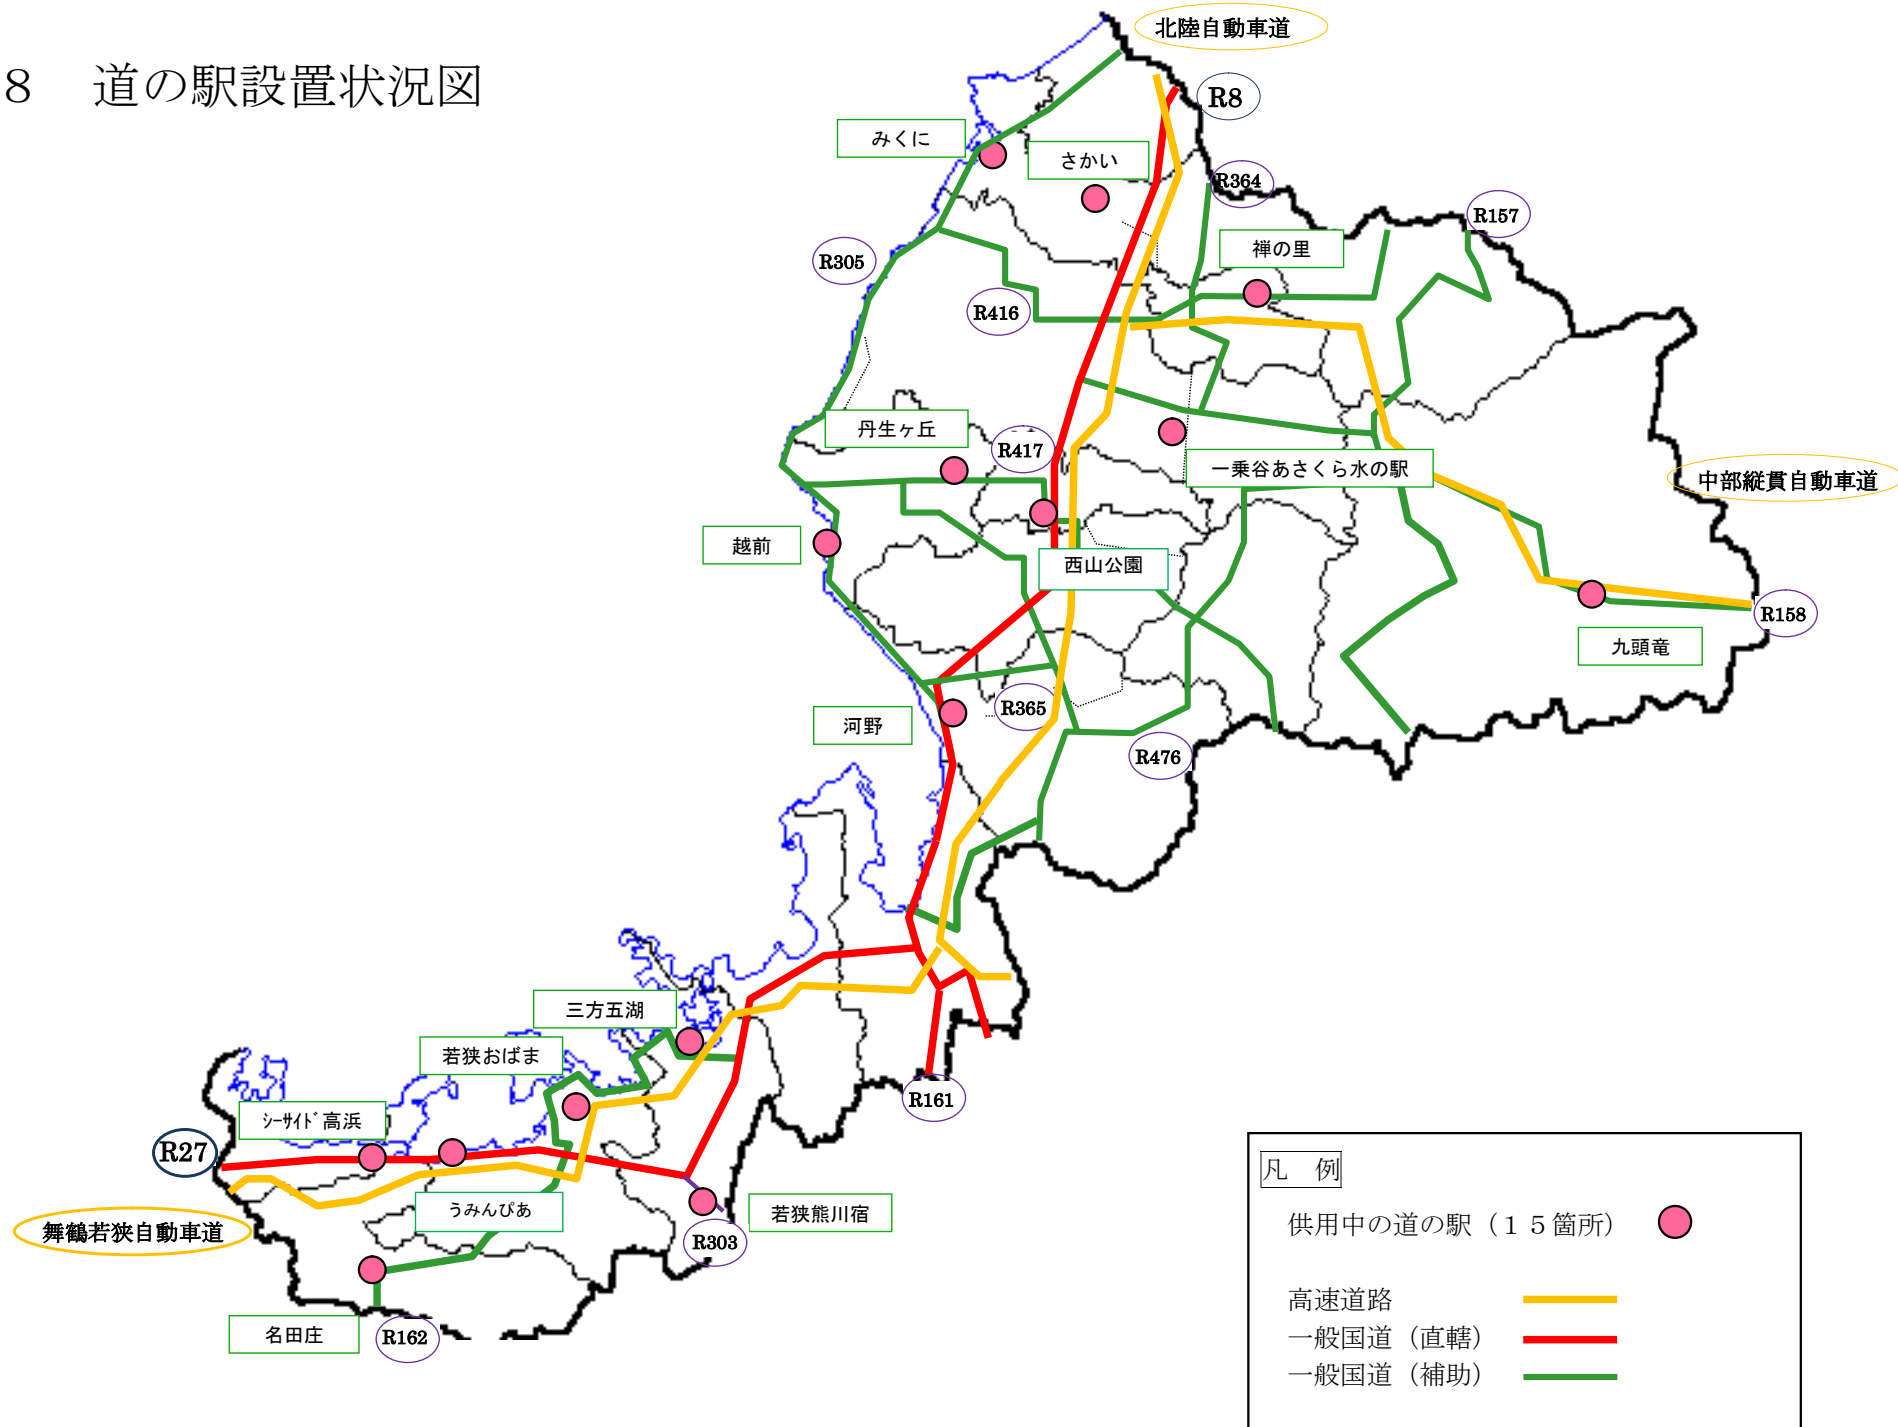 8 道の駅設置状況図
北陸自動車道
R8
みくに
さかい
R364
R157
禅の里
R305
R416
丹生ヶ丘
R417
一乗谷あさくら水の駅
中部縦貫自動車道
越前
西山公園
R158
九頭竜
河野
R365
R476
三方五湖
若狭おばま
シーサイド高浜
R161
R27
うみんぴあ
若狭熊川宿
舞鶴若狭自動車道
R303
名田庄
R162
凡 例
供用中の道の駅（１５箇所）
高速道路
一般国道（直轄）
一般国道（補助）